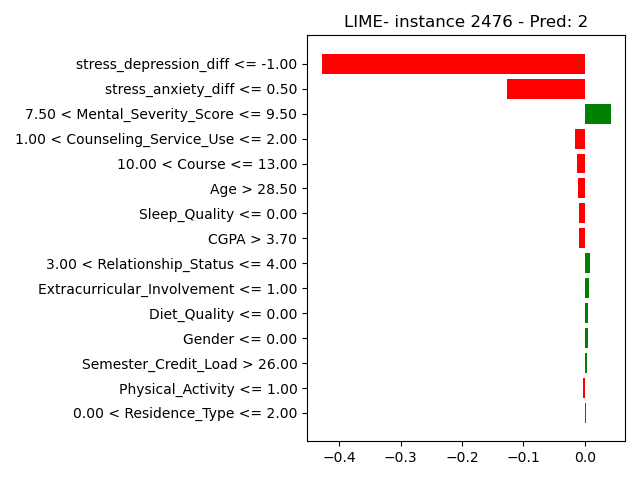 LIME- instance 2476 - Pred: 2
stress_depression_diff <= -1.00
stress_anxiety_diff <= 0.50
7.50 < Mental_Severity_Score <= 9.50
1.00 < Counseling_Service_Use <= 2.00
10.00 < Course <= 13.00
Age > 28.50
Sleep_Quality <= 0.00
CGPA > 3.70
3.00 < Relationship_Status <= 4.00
Extracurricular_Involvement <= 1.00
Diet_Quality <= 0.00
Gender <= 0.00
Semester_Credit_Load > 26.00
Physical_Activity <= 1.00
0.00 < Residence_Type <= 2.00
−0.4 −0.3 −0.2 −0.1 0.0